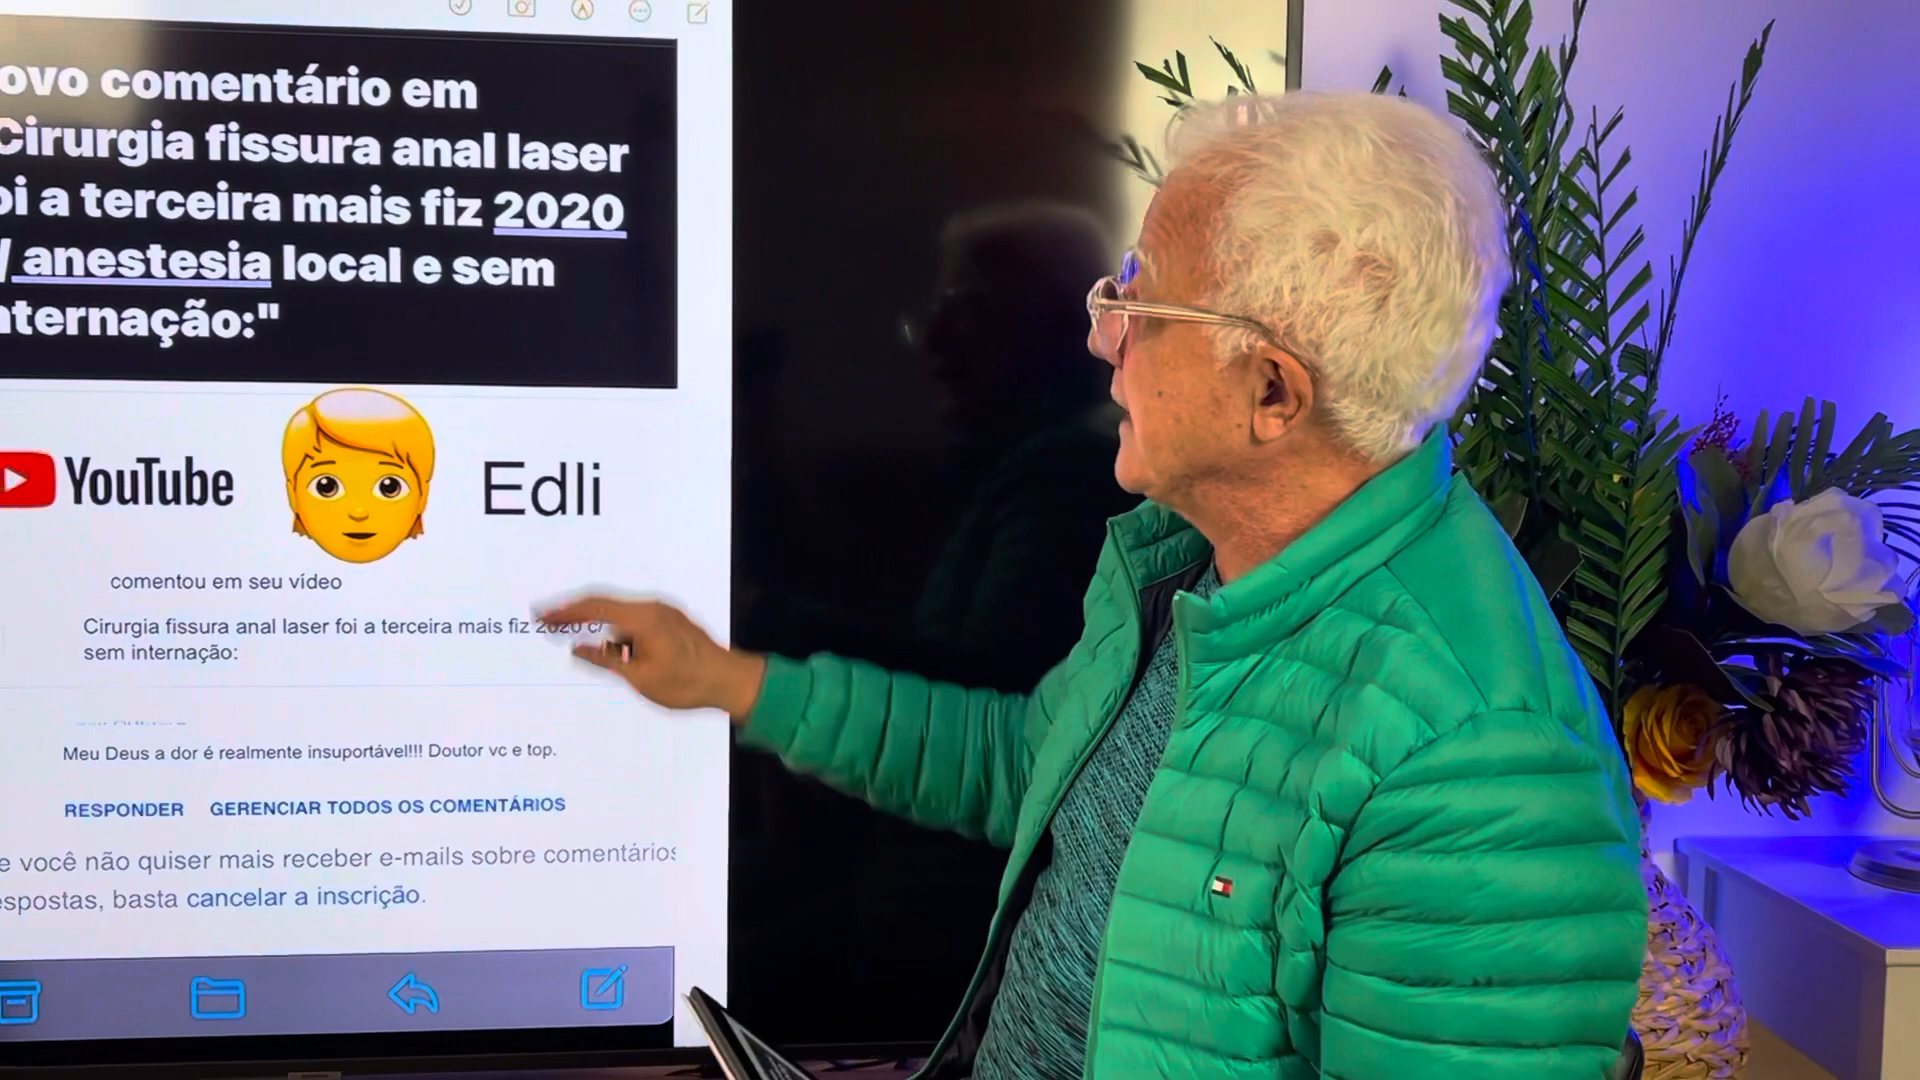 ovo comentário em
Cirurgia fissura anal laser
oi a terceira mais fiz 2020
/ anestesia local e sem
nternação:"
YouTube Edli
comentou em seu vídeo
Cirurgia fissura anal laser foi a terceira mais fiz 2020 c/
sem internação:
Meu Deus a dor é realmente insuportável!!! Doutor vc e top.
RESPONDER GERENCIAR TODOS OS COMENTÁRIOS
e você não quiser mais receber e-mails sobre comentários
espostas, basta cancelar a inscrição.